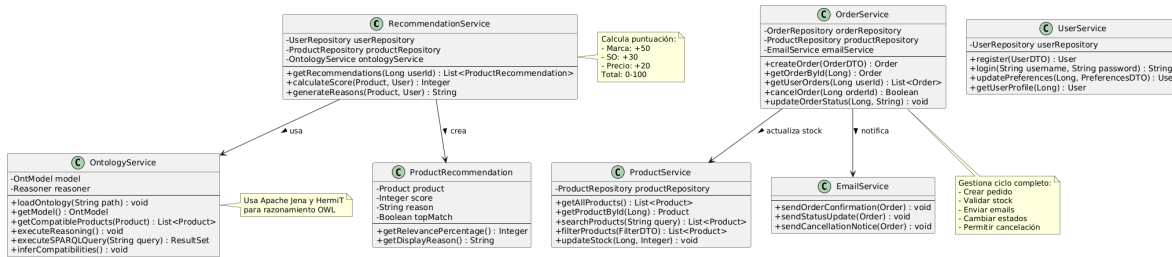 C RecommendationService
-UserRepository userRepository
-ProductRepository productRepository
-OntologyService ontologyService
+getRecommendations(Long userId) : List<ProductRecommendation>
+calculateScore(Product, User) : Integer
+generateReasons(Product, User) : String
Calcula puntuación:
- Marca: +50
- SO: +30
- Precio: +20
Total: 0-100
C OrderService
-OrderRepository orderRepository
-ProductRepository productRepository
-EmailService emailService
+createOrder(OrderDTO) : Order
+getOrderById(Long) : Order
+getUserOrders(Long userId) : List<Order>
+cancelOrder(Long orderId) : Boolean
+updateOrderStatus(Long, String) : void
C UserService
-UserRepository userRepository
+register(UserDTO) : User
+login(String username, String password) : String
+updatePreferences(Long, PreferencesDTO) : Use
+getUserProfile(Long) : User
usa
crea
actualiza stock
notifica
C OntologyService
-OntModel model
-Reasoner reasoner
+loadOntology(String path) : void
+getModel() : OntModel
+getCompatibleProducts(Product) : List<Product>
+executeReasoning() : void
+executeSPARQLQuery(String query) : ResultSet
+inferCompatibilities() : void
Usa Apache Jena y HermiT
para razonamiento OWL
C ProductRecommendation
-Product product
-Integer score
-String reason
-Boolean topMatch
+getRelevancePercentage() : Integer
+getDisplayReason() : String
C ProductService
-ProductRepository productRepository
+getAllProducts() : List<Product>
+getProductById(Long) : Product
+searchProducts(String query) : List<Product>
+filterProducts(FilterDTO) : List<Product>
+updateStock(Long, Integer) : void
C EmailService
+sendOrderConfirmation(Order) : void
+sendStatusUpdate(Order) : void
+sendCancellationNotice(Order) : void
Gestiona ciclo completo:
- Crear pedido
- Validar stock
- Enviar emails
- Cambiar estados
- Permitir cancelación